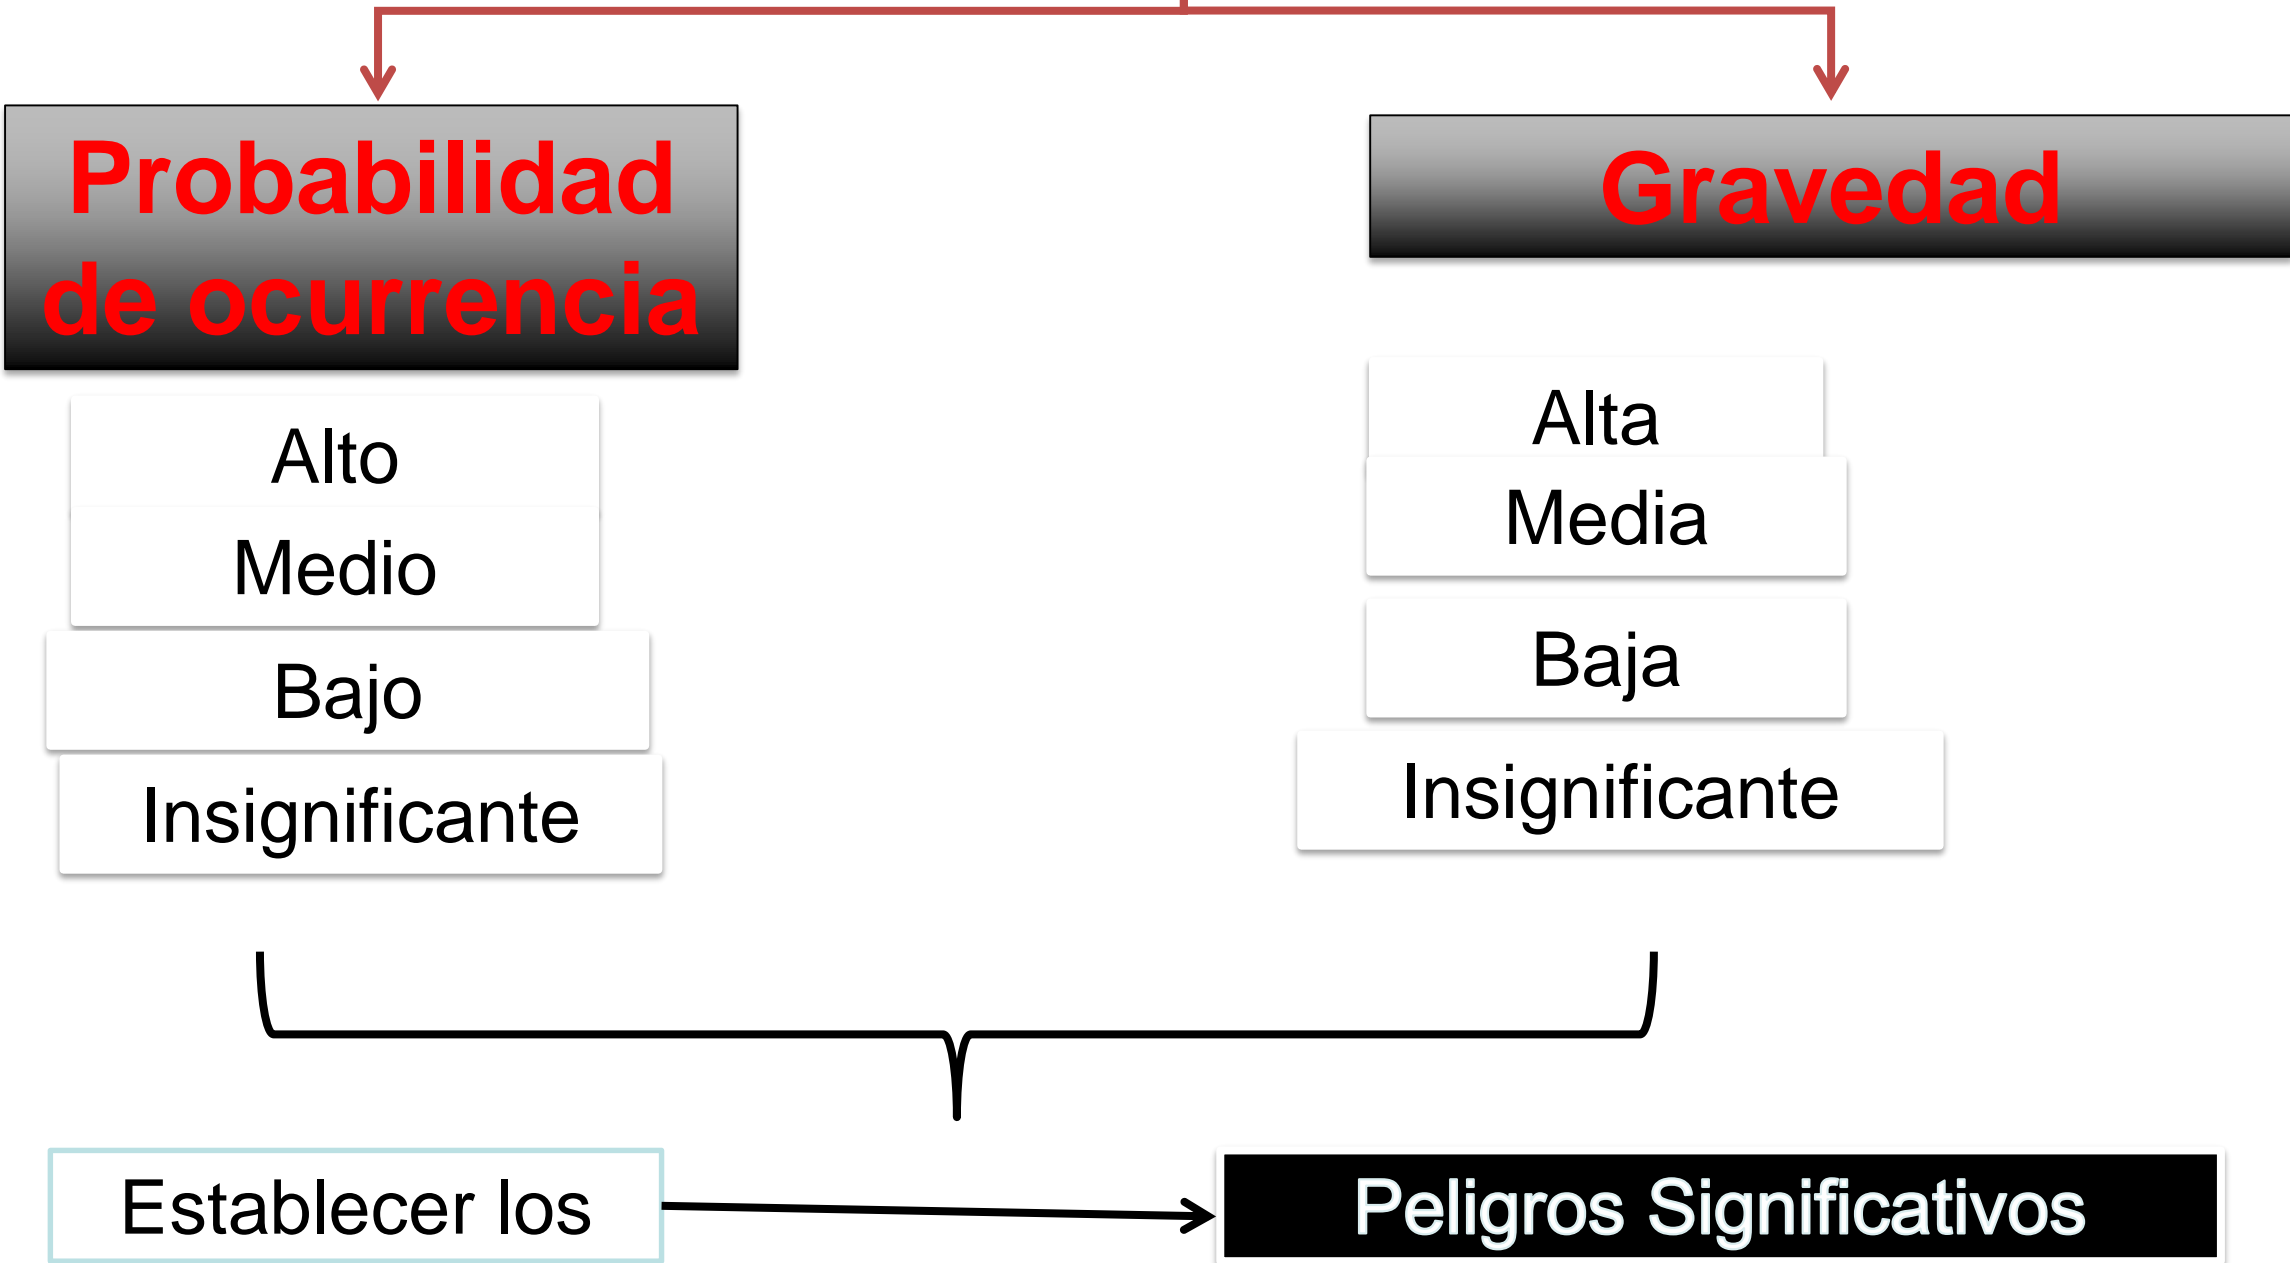 Probabilidad
de ocurrencia
Alto
Medio
Bajo
Insignificante
Gravedad
Alta
Media
Baja
Insignificante
Establecer los
Peligros Significativos